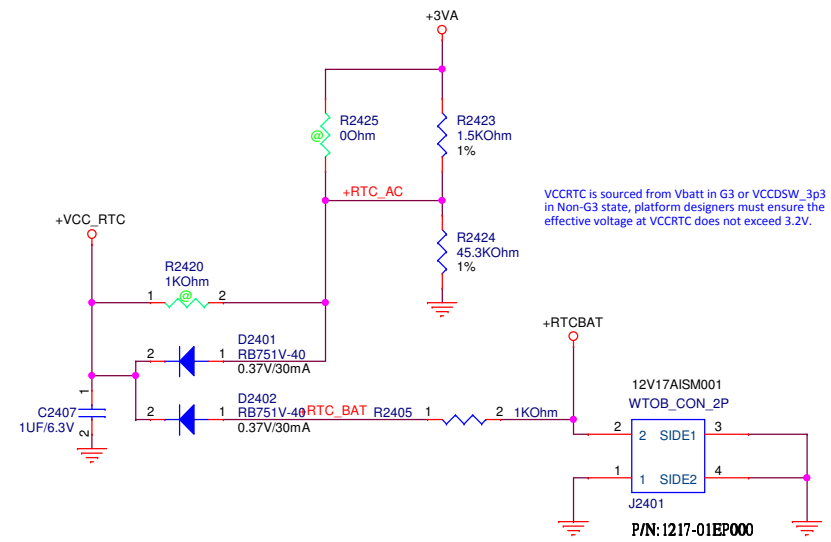 +3VA
R2425
0Ohm
@
R2423
1.5KOhm
1%
+RTC_AC
VCCRTC is sourced from Vbatt in G3 or VCCDSW_3p3
in Non-G3 state, platform designers must ensure the
effective voltage at VCCRTC does not exceed 3.2V.
+VCC_RTC
R2424
45.3KOhm
1%
R2420
1KOhm
1 @ 2
+RTCBAT
D2401
2 1 RB751V-40
0.37V/30mA
12V17AISM001
WTOB_CON_2P
D2402
2 1 RB751V-40 +RTC_BAT R2405 1 2 1KOhm
0.37V/30mA
1
C2407
1UF/6.3V
2
2 2 SIDE1 3
1 1 SIDE2 4
J2401
P/N: 1217-01EP000